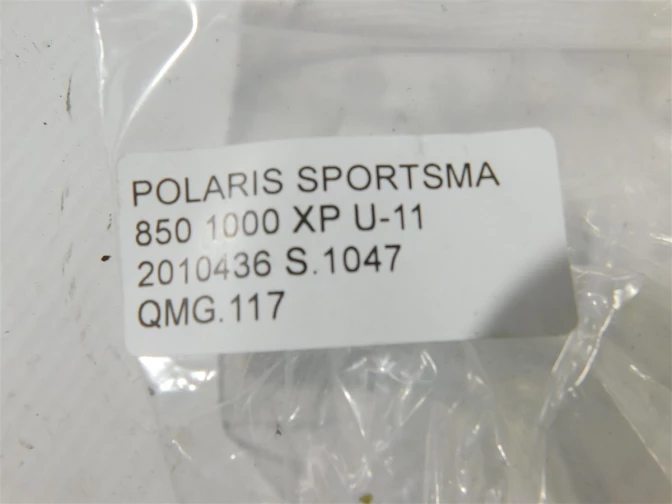 POLARIS SPORTSMA
850 1000 XP U-11
2010436 S.1047
QMG.117